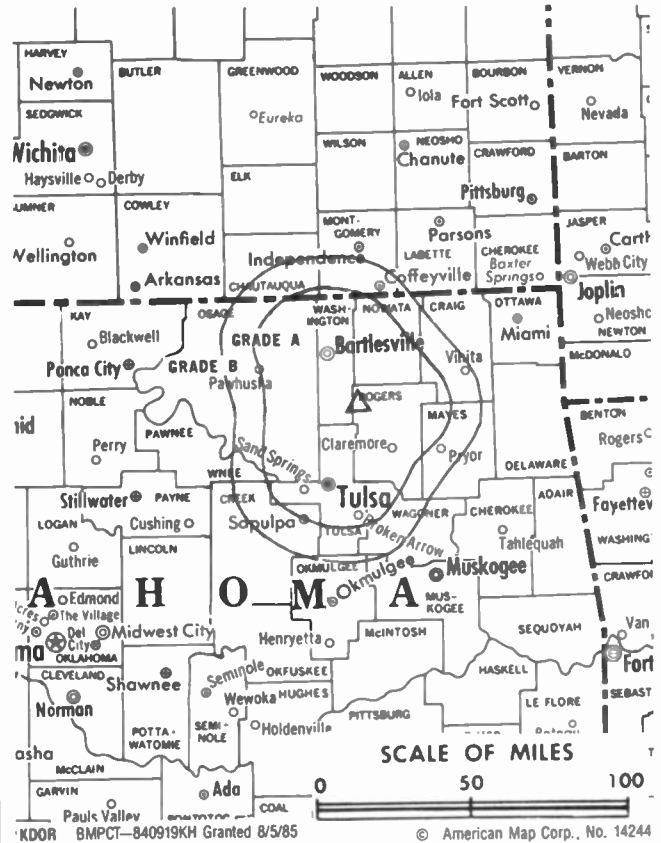 HARVEY
Newton
BUTLER
GREENWOOD
WOODSON
ALLEN
BOURBON
VERNON
Iola
Fort Scott
Nevada
SEDGWICK
Eureka
Wichita
WILSON
NEOSHO
Chanute
CRAWFORD
BARTON
Haysville
Derby
ELK
Pittsburg
SUMNER
COWLEY
MONT-
GOMERY
Parsons
JASPER
Winfield
Wellington
Independence
LABETTE
CHEROKEE
Baxter
Springs
Webb City
Arkansas
CHAUTAUQUA
Coffeyville
Joplin
KAY
OSAGE
WASH-
INGTON
NOWATA
CRAIG
OTTAWA
Miami
NEWTON
Blackwell
GRADE A
Bartlesville
McDONALD
Ponca City
GRADE B
Pawhuska
Vinita
NOBLE
ROGERS
MAYES
BENTON
PAWNEE
Perry
Sand Springs
Claremore
Pryor
Rogers
WNEE
DELAWARE
Stillwater
PAYNE
CREEK
Tulsa
ADAIR
LOGAN
Cushing
Sapulpa
TULSA
WAGONER
CHEROKEE
Broken Arrow
Tahlequah
Guthrie
LINCOLN
OKMULGEE
Okmulgee
Muskogee
A H O M A
Edmond
The Village
MUS-
KOGEE
Del
City
Midwest City
OKLAHOMA
Henryetta
McINTOSH
SEQUOYAH
Van
Fort
CLEVELAND
Shawnee
Seminole
OKFUSKEE
HASKELL
Norman
Wewoka
HUGHES
LE FLORE
POTTA-
WATOMIE
SEMI-
NOLE
Holdenville
PITTSBURG
McCLAIN
SCALE OF MILES
GARVIN
Ada
0 50 100
Pauls Valley
COAL
KDOR BMPCT—840919KH Granted 8/5/85
© American Map Corp., No. 14244